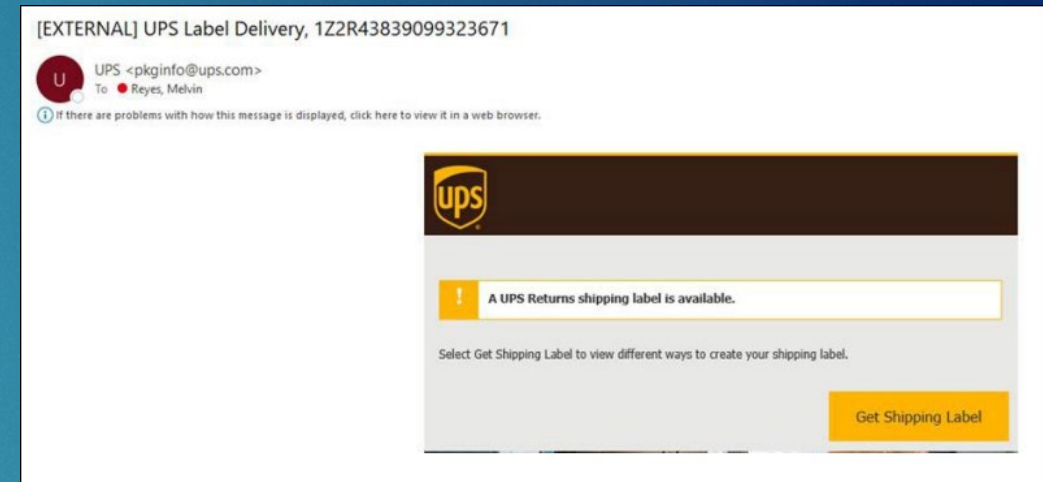 [EXTERNAL] UPS Label Delivery, 1Z2R43839099323671
U
UPS <pkginfo@ups.com>
To Reyes, Melvin
If there are problems with how this message is displayed, click here to view it in a web browser.
ups
! A UPS Returns shipping label is available.
Select Get Shipping Label to view different ways to create your shipping label.
Get Shipping Label